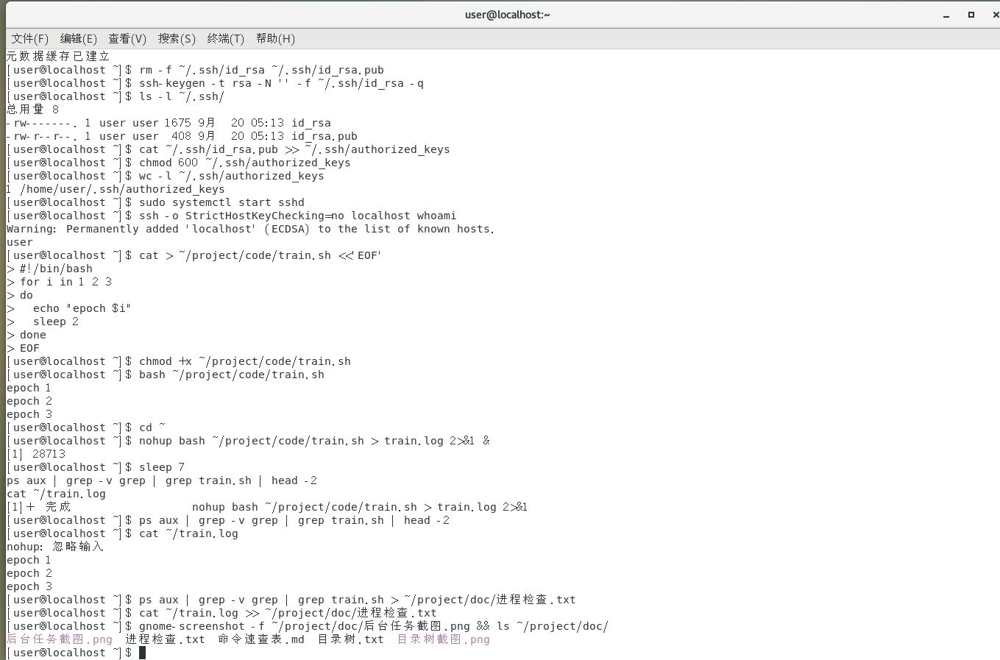 user@localhost:~
文件(F) 编辑(E) 查看(V) 搜索(S) 终端(T) 帮助(H)
元数据缓存已建立
[user@localhost ~]$ rm -f ~/.ssh/id_rsa ~/.ssh/id_rsa.pub
[user@localhost ~]$ ssh-keygen -t rsa -N '' -f ~/.ssh/id_rsa -q
[user@localhost ~]$ ls -l ~/.ssh/
总用量 8
-rw-------. 1 user user 1675 9月  20 05:13 id_rsa
-rw-r--r--. 1 user user  408 9月  20 05:13 id_rsa.pub
[user@localhost ~]$ cat ~/.ssh/id_rsa.pub >> ~/.ssh/authorized_keys
[user@localhost ~]$ chmod 600 ~/.ssh/authorized_keys
[user@localhost ~]$ wc -l ~/.ssh/authorized_keys
1 /home/user/.ssh/authorized_keys
[user@localhost ~]$ sudo systemctl start sshd
[user@localhost ~]$ ssh -o StrictHostKeyChecking=no localhost whoami
Warning: Permanently added 'localhost' (ECDSA) to the list of known hosts.
user
[user@localhost ~]$ cat > ~/project/code/train.sh <<'EOF'
> #!/bin/bash
> for i in 1 2 3
> do
>   echo "epoch $i"
>   sleep 2
> done
> EOF
[user@localhost ~]$ chmod +x ~/project/code/train.sh
[user@localhost ~]$ bash ~/project/code/train.sh
epoch 1
epoch 2
epoch 3
[user@localhost ~]$ cd ~
[user@localhost ~]$ nohup bash ~/project/code/train.sh > train.log 2>&1 &
[1] 28713
[user@localhost ~]$ sleep 7
ps aux | grep -v grep | grep train.sh | head -2
cat ~/train.log
[1]+  完成                  nohup bash ~/project/code/train.sh > train.log 2>&1
[user@localhost ~]$ ps aux | grep -v grep | grep train.sh | head -2
[user@localhost ~]$ cat ~/train.log
nohup: 忽略输入
epoch 1
epoch 2
epoch 3
[user@localhost ~]$ ps aux | grep -v grep | grep train.sh > ~/project/doc/进程检查.txt
[user@localhost ~]$ cat ~/train.log >> ~/project/doc/进程检查.txt
[user@localhost ~]$ gnome-screenshot -f ~/project/doc/后台任务截图.png && ls ~/project/doc/
后台任务截图.png  进程检查.txt  命令速查表.md  目录树.txt  目录树截图.png
[user@localhost ~]$